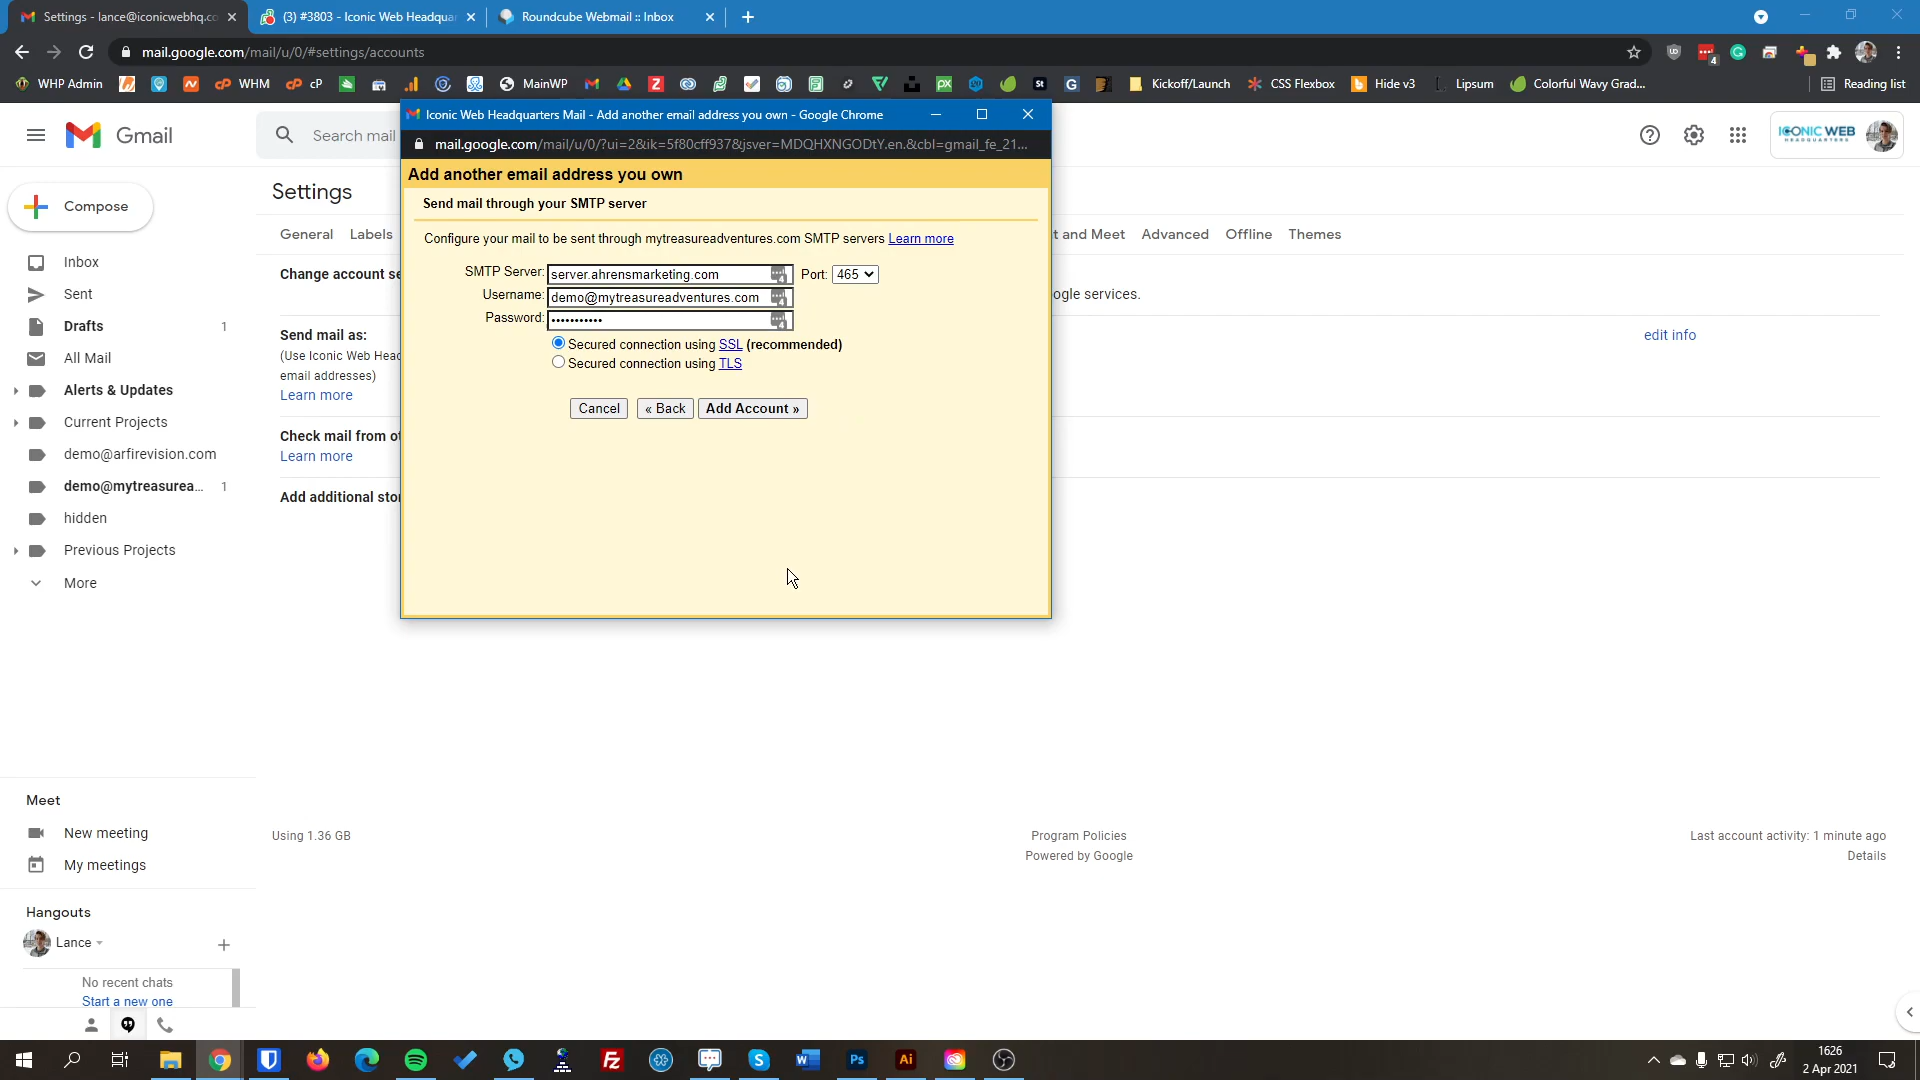 Settings - lance@iconicwebhq.co
(3) #3803 - Iconic Web Headquar
Roundcube Webmail :: Inbox
mail.google.com/mail/u/0/#settings/accounts
WHP Admin
WHM
cP
MainWP
Kickoff/Launch
CSS Flexbox
Hide v3
Lipsum
Colorful Wavy Grad...
Reading list
Iconic Web Headquarters Mail - Add another email address you own - Google Chrome
mail.google.com/mail/u/0/?ui=2&ik=5f80cff937&jsver=MDQHXNGODtY.en.&cbl=gmail_fe_21...
Gmail
Search mail
ICONIC WEB
HEADQUARTERS
Add another email address you own
Send mail through your SMTP server
Configure your mail to be sent through mytreasureadventures.com SMTP servers Learn more
SMTP Server: server.ahrensmarketing.com Port: 465
Username: demo@mytreasureadventures.com
Password: •••••••••••
Secured connection using SSL (recommended)
Secured connection using TLS
Cancel
« Back
Add Account »
Compose
Inbox
Sent
Drafts 1
All Mail
Alerts & Updates
Current Projects
demo@arfirevision.com
demo@mytreasurea... 1
hidden
Previous Projects
More
Settings
General Labels
t and Meet Advanced Offline Themes
Change account se
ogle services.
Send mail as:
(Use Iconic Web Head
email addresses)
Learn more
edit info
Check mail from ot
Learn more
Add additional stor
Meet
New meeting
My meetings
Hangouts
Lance
No recent chats
Start a new one
Using 1.36 GB
Program Policies
Powered by Google
Last account activity: 1 minute ago
Details
1626
2 Apr 2021